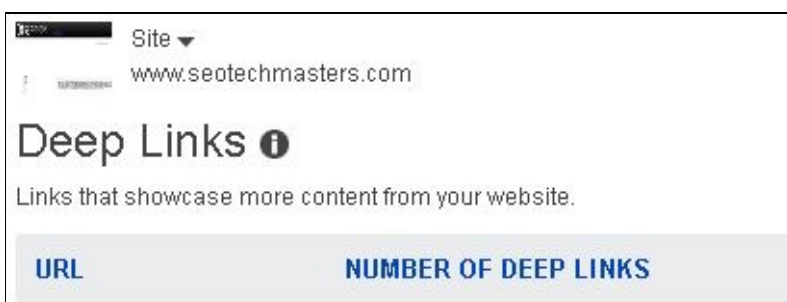 Site
www.seotechmasters.com
Deep Links
Links that showcase more content from your website.
URL NUMBER OF DEEP LINKS